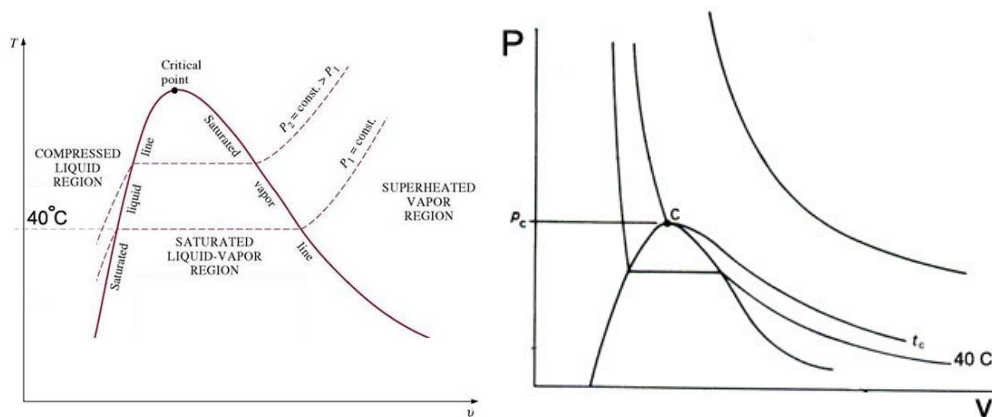 T
Critical
point
P₂ = const. > P₁
P₁ = const.
Saturated
vapor
line
line
liquid
Saturated
COMPRESSED
LIQUID
REGION
SUPERHEATED
VAPOR
REGION
40°C
SATURATED
LIQUID-VAPOR
REGION
υ
P
C
pc
tc
40 C
V